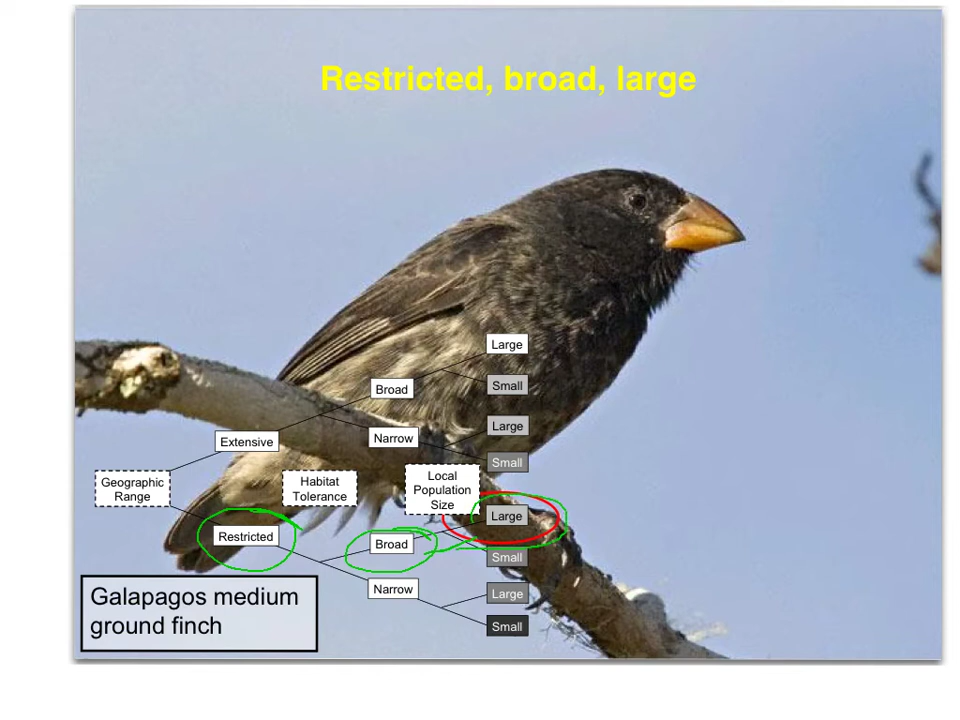 Restricted, broad, large
Large
Broad
Small
Large
Extensive
Narrow
Small
Geographic
Range
Habitat
Tolerance
Local
Population
Size
Large
Restricted
Broad
Small
Narrow
Large
Small
Galapagos medium
ground finch